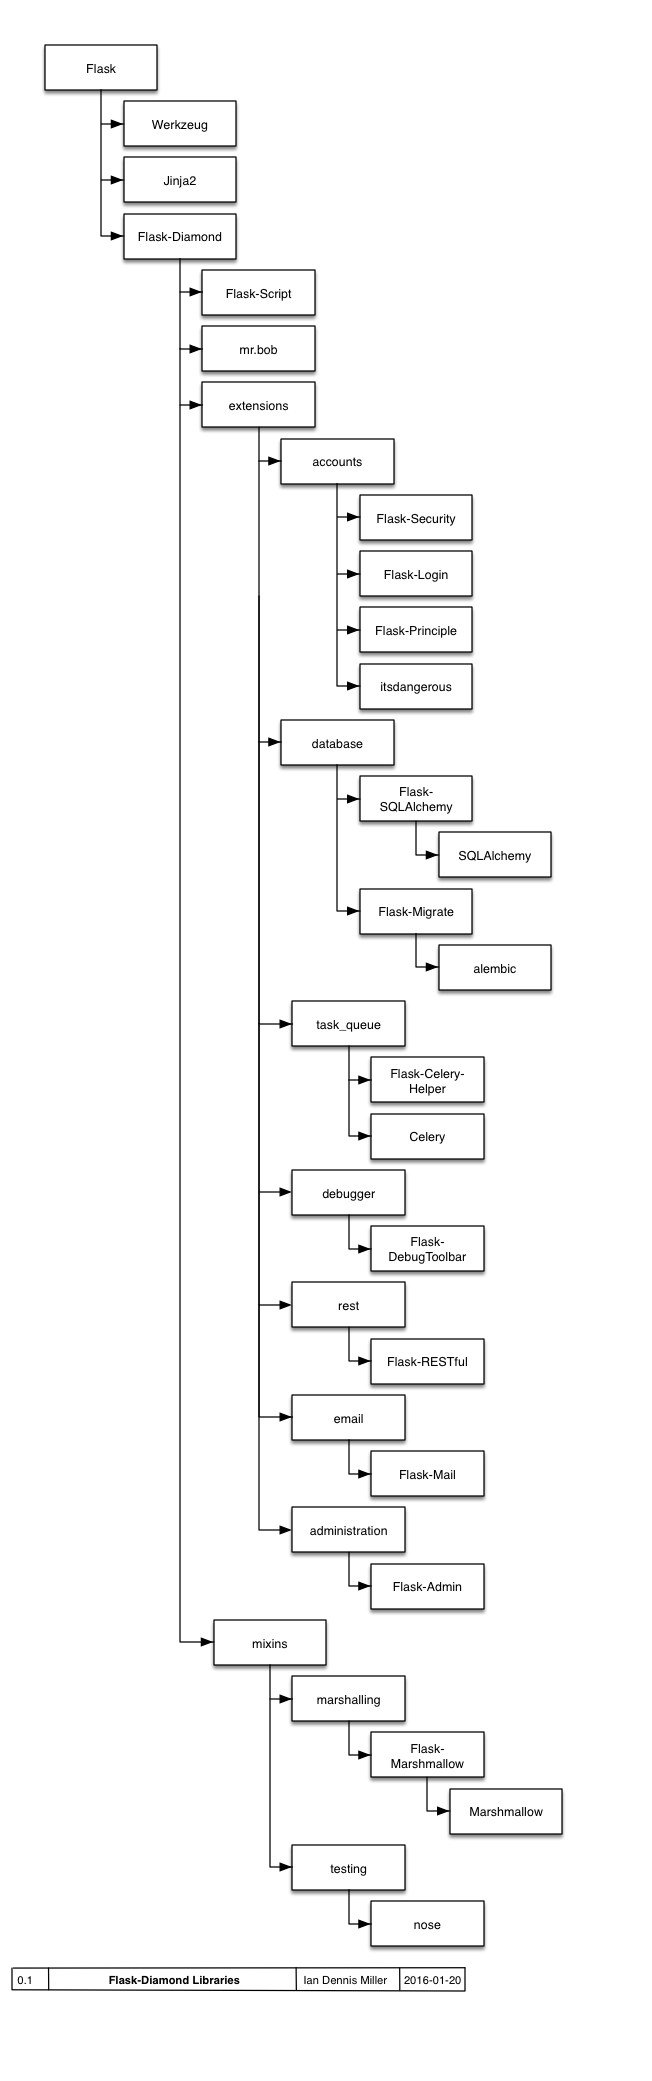 Flask
Werkzeug
Jinja2
Flask-Diamond
Flask-Script
mr.bob
extensions
accounts
Flask-Security
Flask-Login
Flask-Principle
itsdangerous
database
Flask-
SQLAlchemy
SQLAlchemy
Flask-Migrate
alembic
task_queue
Flask-Celery-
Helper
Celery
debugger
Flask-
DebugToolbar
rest
Flask-RESTful
email
Flask-Mail
administration
Flask-Admin
mixins
marshalling
Flask-
Marshmallow
Marshmallow
testing
nose
0.1 Flask-Diamond Libraries Ian Dennis Miller 2016-01-20